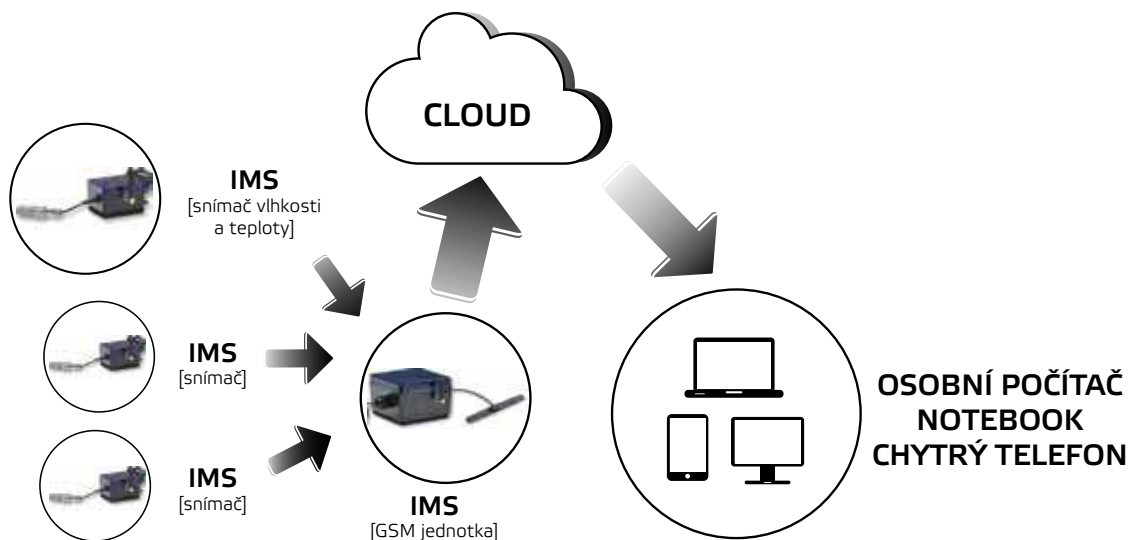 CLOUD
IMS
[snímač vlhkosti
a teploty]
IMS
[snímač]
IMS
[snímač]
IMS
[GSM jednotka]
OSOBNÍ POČÍTAČ
NOTEBOOK
CHYTRÝ TELEFON